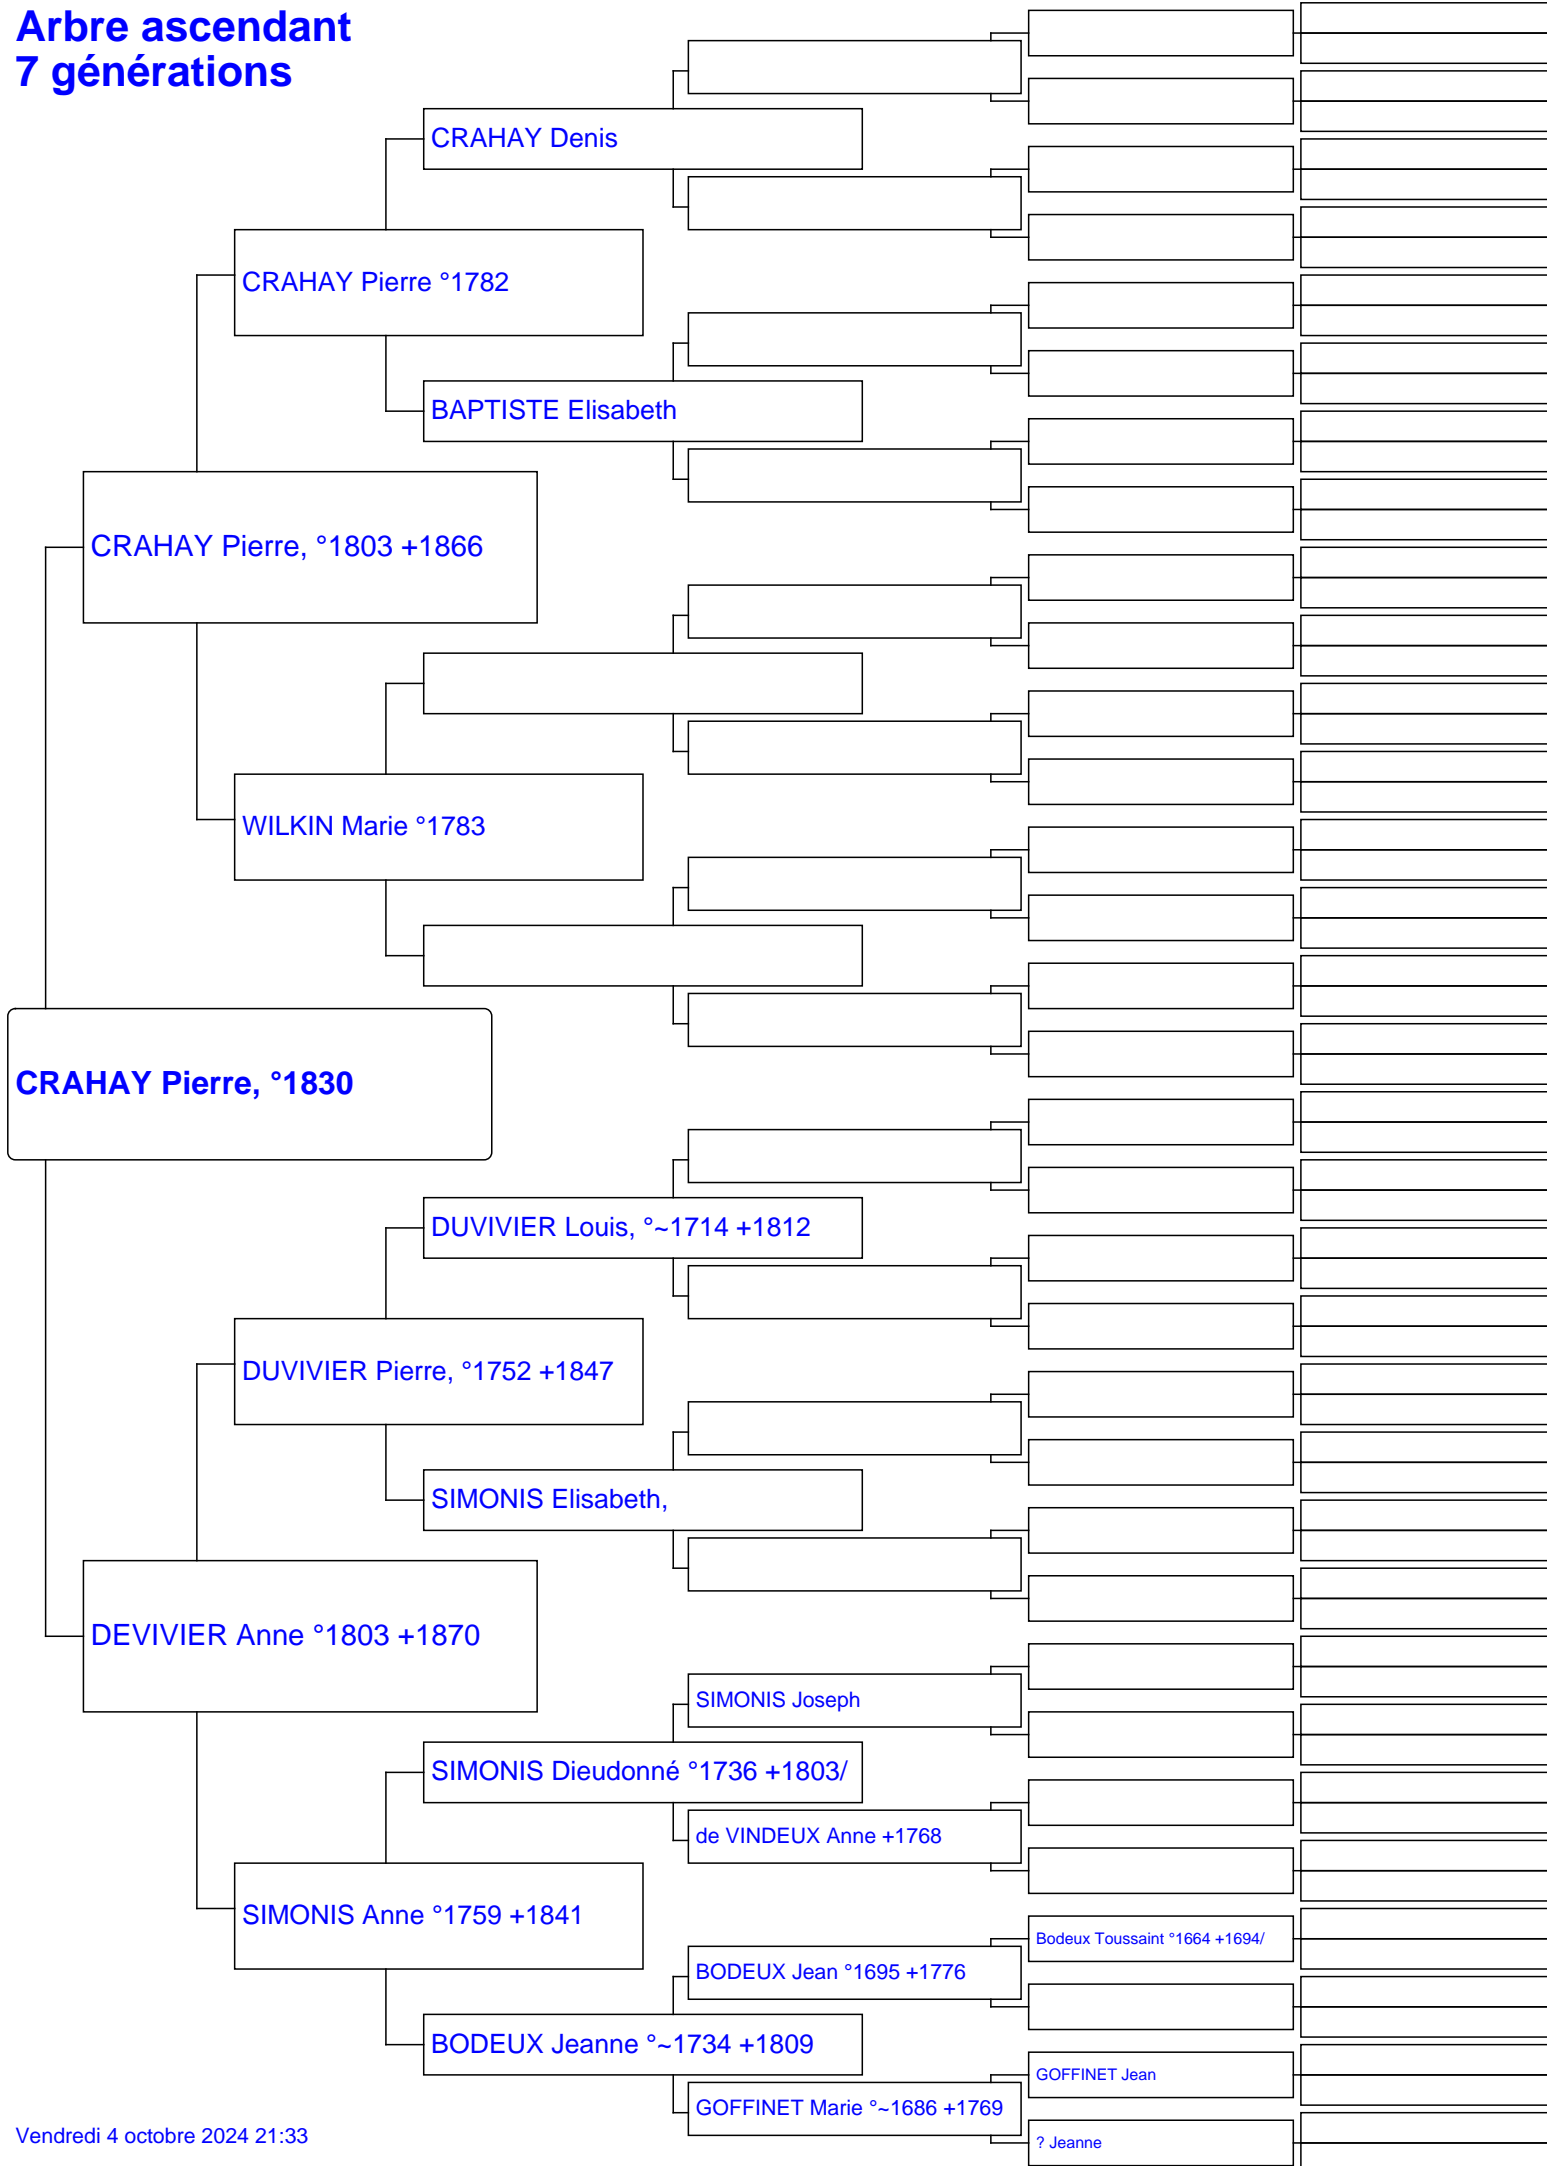 Arbre ascendant
7 générations
CRAHAY Denis
CRAHAY Pierre °1782
BAPTISTE Elisabeth
CRAHAY Pierre, °1803 +1866
WILKIN Marie °1783
CRAHAY Pierre, °1830
DUVIVIER Louis, °~1714 +1812
DUVIVIER Pierre, °1752 +1847
SIMONIS Elisabeth,
DEVIVIER Anne °1803 +1870
SIMONIS Joseph
SIMONIS Dieudonné °1736 +1803/
de VINDEUX Anne +1768
SIMONIS Anne °1759 +1841
Bodeux Toussaint °1664 +1694/
BODEUX Jean °1695 +1776
BODEUX Jeanne °~1734 +1809
GOFFINET Jean
GOFFINET Marie °~1686 +1769
? Jeanne
Vendredi 4 octobre 2024 21:33